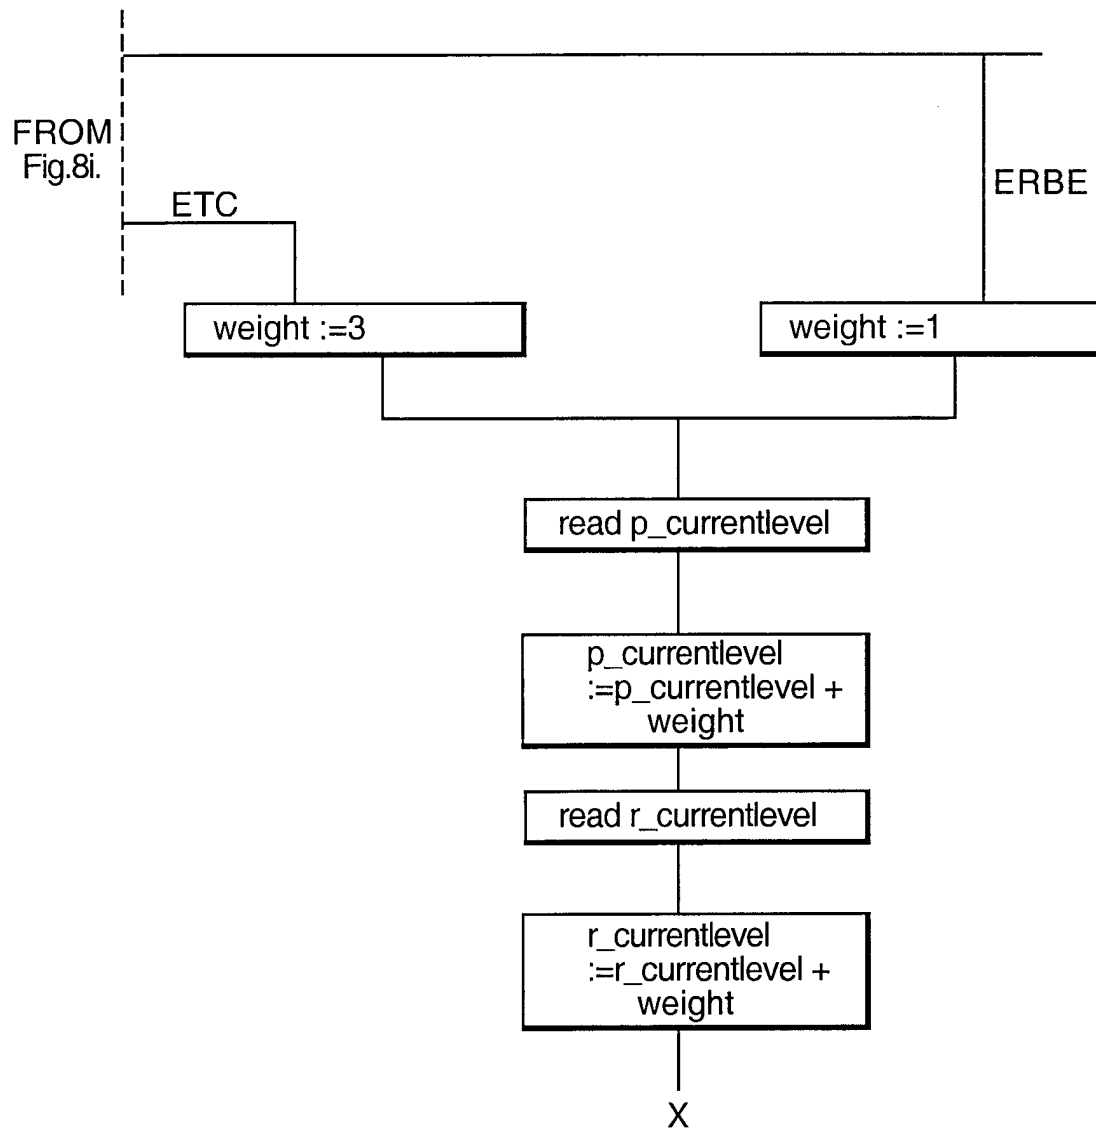 FROM
Fig.8i.
ETC
ERBE
weight :=3
weight :=1
read p_currentlevel
p_currentlevel
:=p_currentlevel +
weight
read r_currentlevel
r_currentlevel
:=r_currentlevel +
weight
X